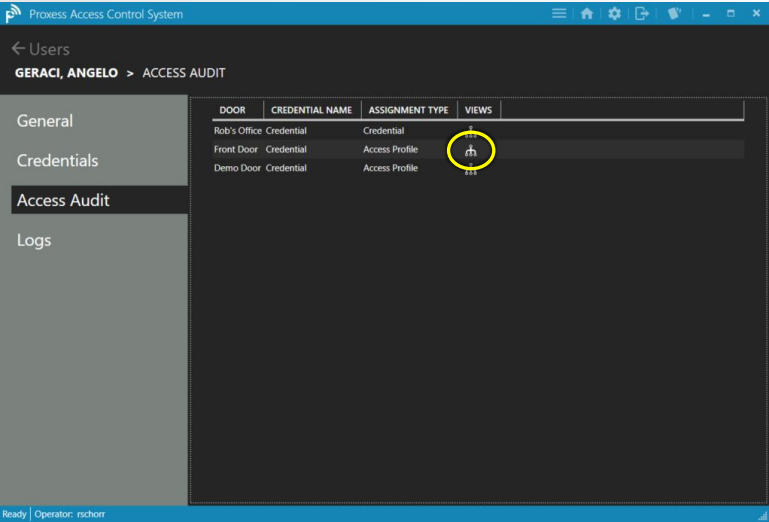 Proxess Access Control System
Users
GERACI, ANGELO > ACCESS AUDIT
General
Credentials
Access Audit
Logs
DOOR CREDENTIAL NAME ASSIGNMENT TYPE VIEWS
Rob's Office Credential Credential
Front Door Credential Access Profile
Demo Door Credential Access Profile
Ready Operator: rschorr